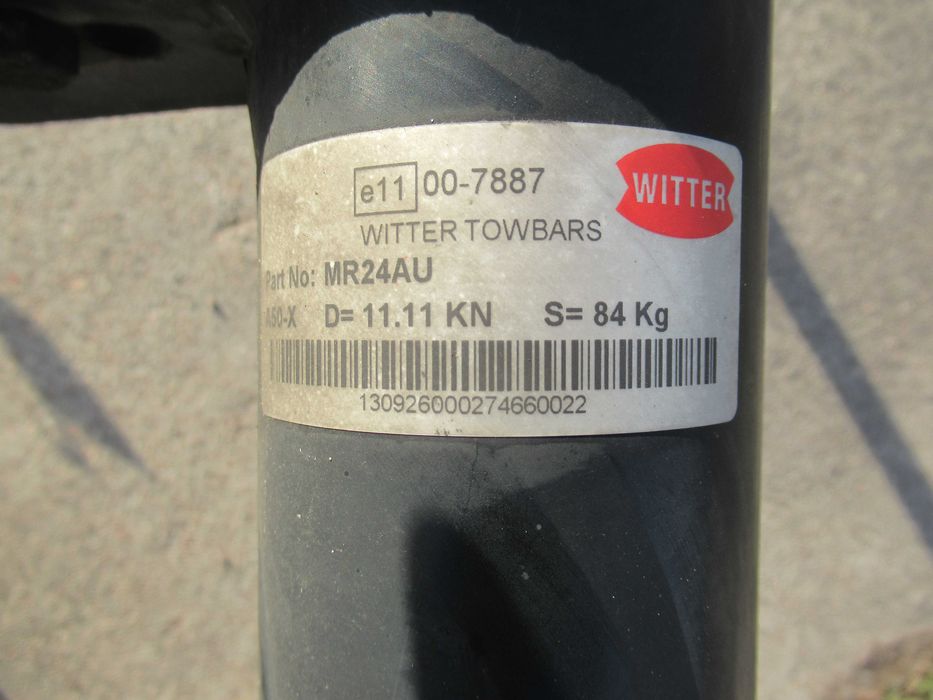 e11 00-7887
WITTER
WITTER TOWBARS
Part No: MR24AU
A50-X D= 11.11 KN S= 84 Kg
130926000274660022